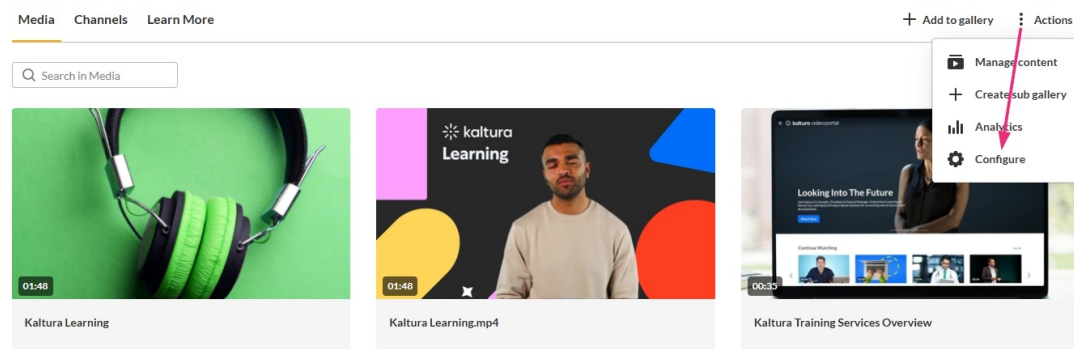 Media Channels Learn More
Add to gallery Actions
Search in Media
Manage content
Create sub gallery
Analytics
Configure
kaltura
Learning
kaltura videoportal
Looking Into The Future
Continue Watching
01:48
01:48
00:35
Kaltura Learning
Kaltura Learning.mp4
Kaltura Training Services Overview